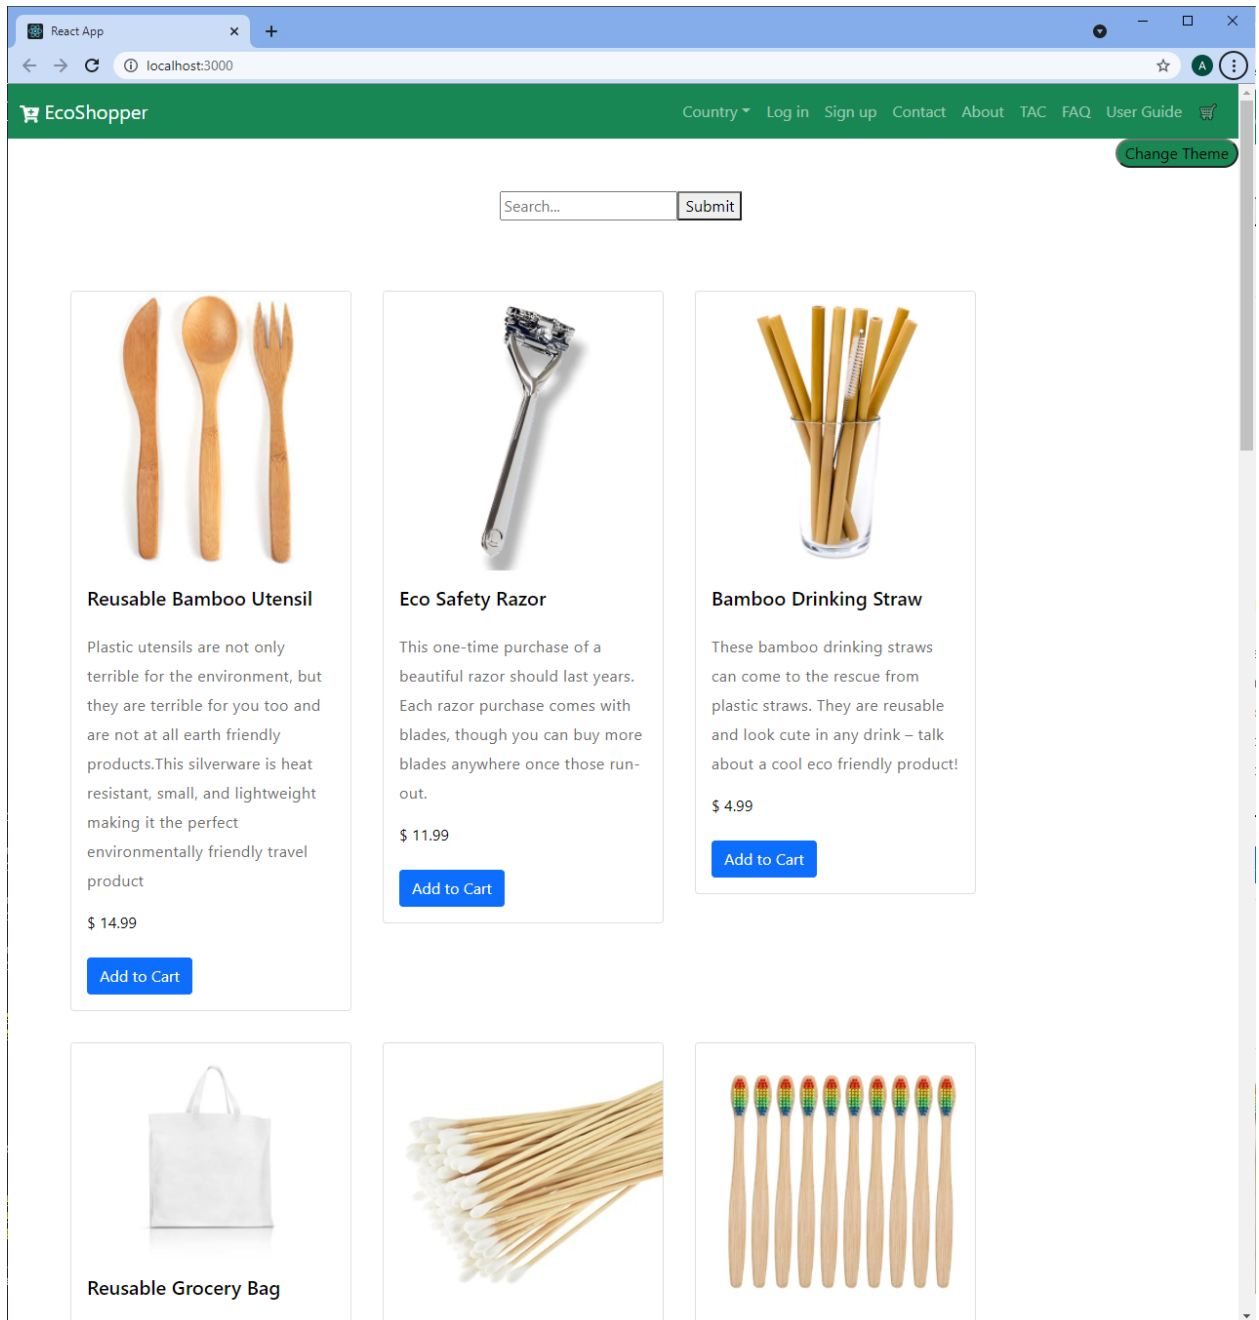 React App
localhost:3000
A
EcoShopper
Country Log in Sign up Contact About TAC FAQ User Guide
Change Theme
Search... Submit
Reusable Bamboo Utensil
Plastic utensils are not only
terrible for the environment, but
they are terrible for you too and
are not at all earth friendly
products.This silverware is heat
resistant, small, and lightweight
making it the perfect
environmentally friendly travel
product
$ 14.99
Add to Cart
Eco Safety Razor
This one-time purchase of a
beautiful razor should last years.
Each razor purchase comes with
blades, though you can buy more
blades anywhere once those run-
out.
$ 11.99
Add to Cart
Bamboo Drinking Straw
These bamboo drinking straws
can come to the rescue from
plastic straws. They are reusable
and look cute in any drink – talk
about a cool eco friendly product!
$ 4.99
Add to Cart
Reusable Grocery Bag